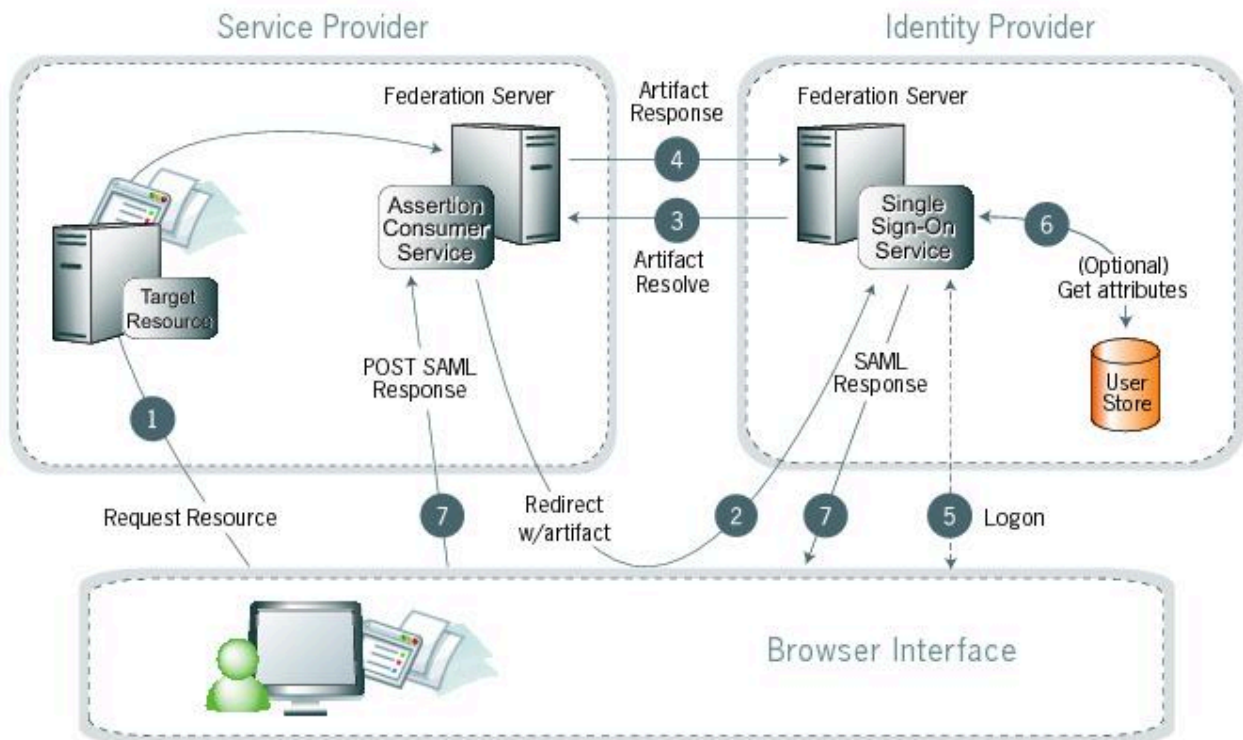 Service Provider
Identity Provider
Federation Server
Artifact
Response
Federation Server
4
Assertion
Consumer
Service
3
Single
Sign-On
Service
6
Artifact
Resolve
(Optional)
Get attributes
Target
Resource
POST SAML
Response
SAML
Response
User
Store
1
Request Resource
7
Redirect
w/artifact
2
7
5
Logon
Browser Interface